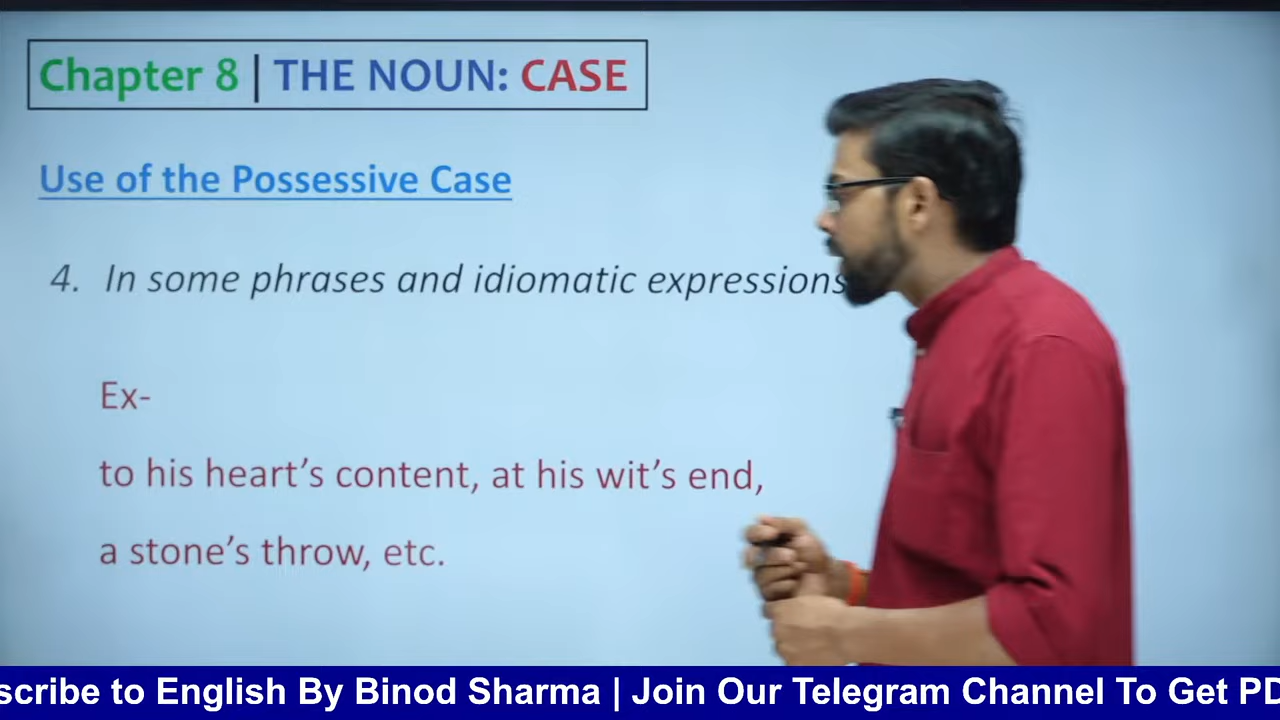 Chapter 8 | THE NOUN: CASE
Use of the Possessive Case
4. In some phrases and idiomatic expressions
Ex-
to his heart’s content, at his wit’s end,
a stone’s throw, etc.
scribe to English By Binod Sharma | Join Our Telegram Channel To Get PD